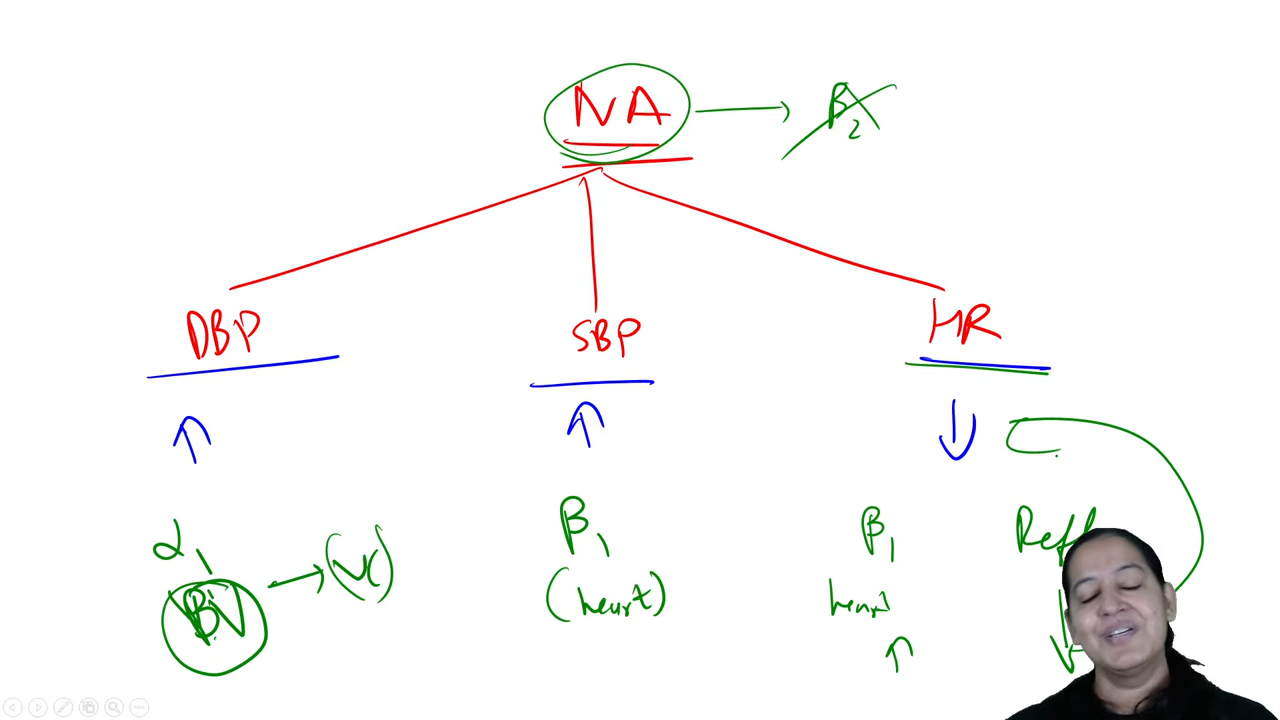 NA → β2
DBP SBP HR
↑ ↑ ↓
α1 β1 β1 Refl
BV → (VC) (heart) heart
↑ ↓